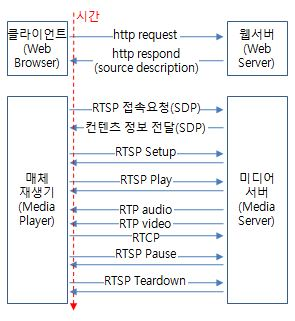 시간
클라이언트
(Web
Browser)
http request
웹서버
(Web
Server)
http respond
(source description)
RTSP 접속요청(SDP)
컨텐츠 정보 전달(SDP)
RTSP Setup
매체
재생기
(Media
Player)
RTSP Play
미디어
서버
(Media
Server)
RTP audio
RTP video
RTCP
RTSP Pause
RTSP Teardown